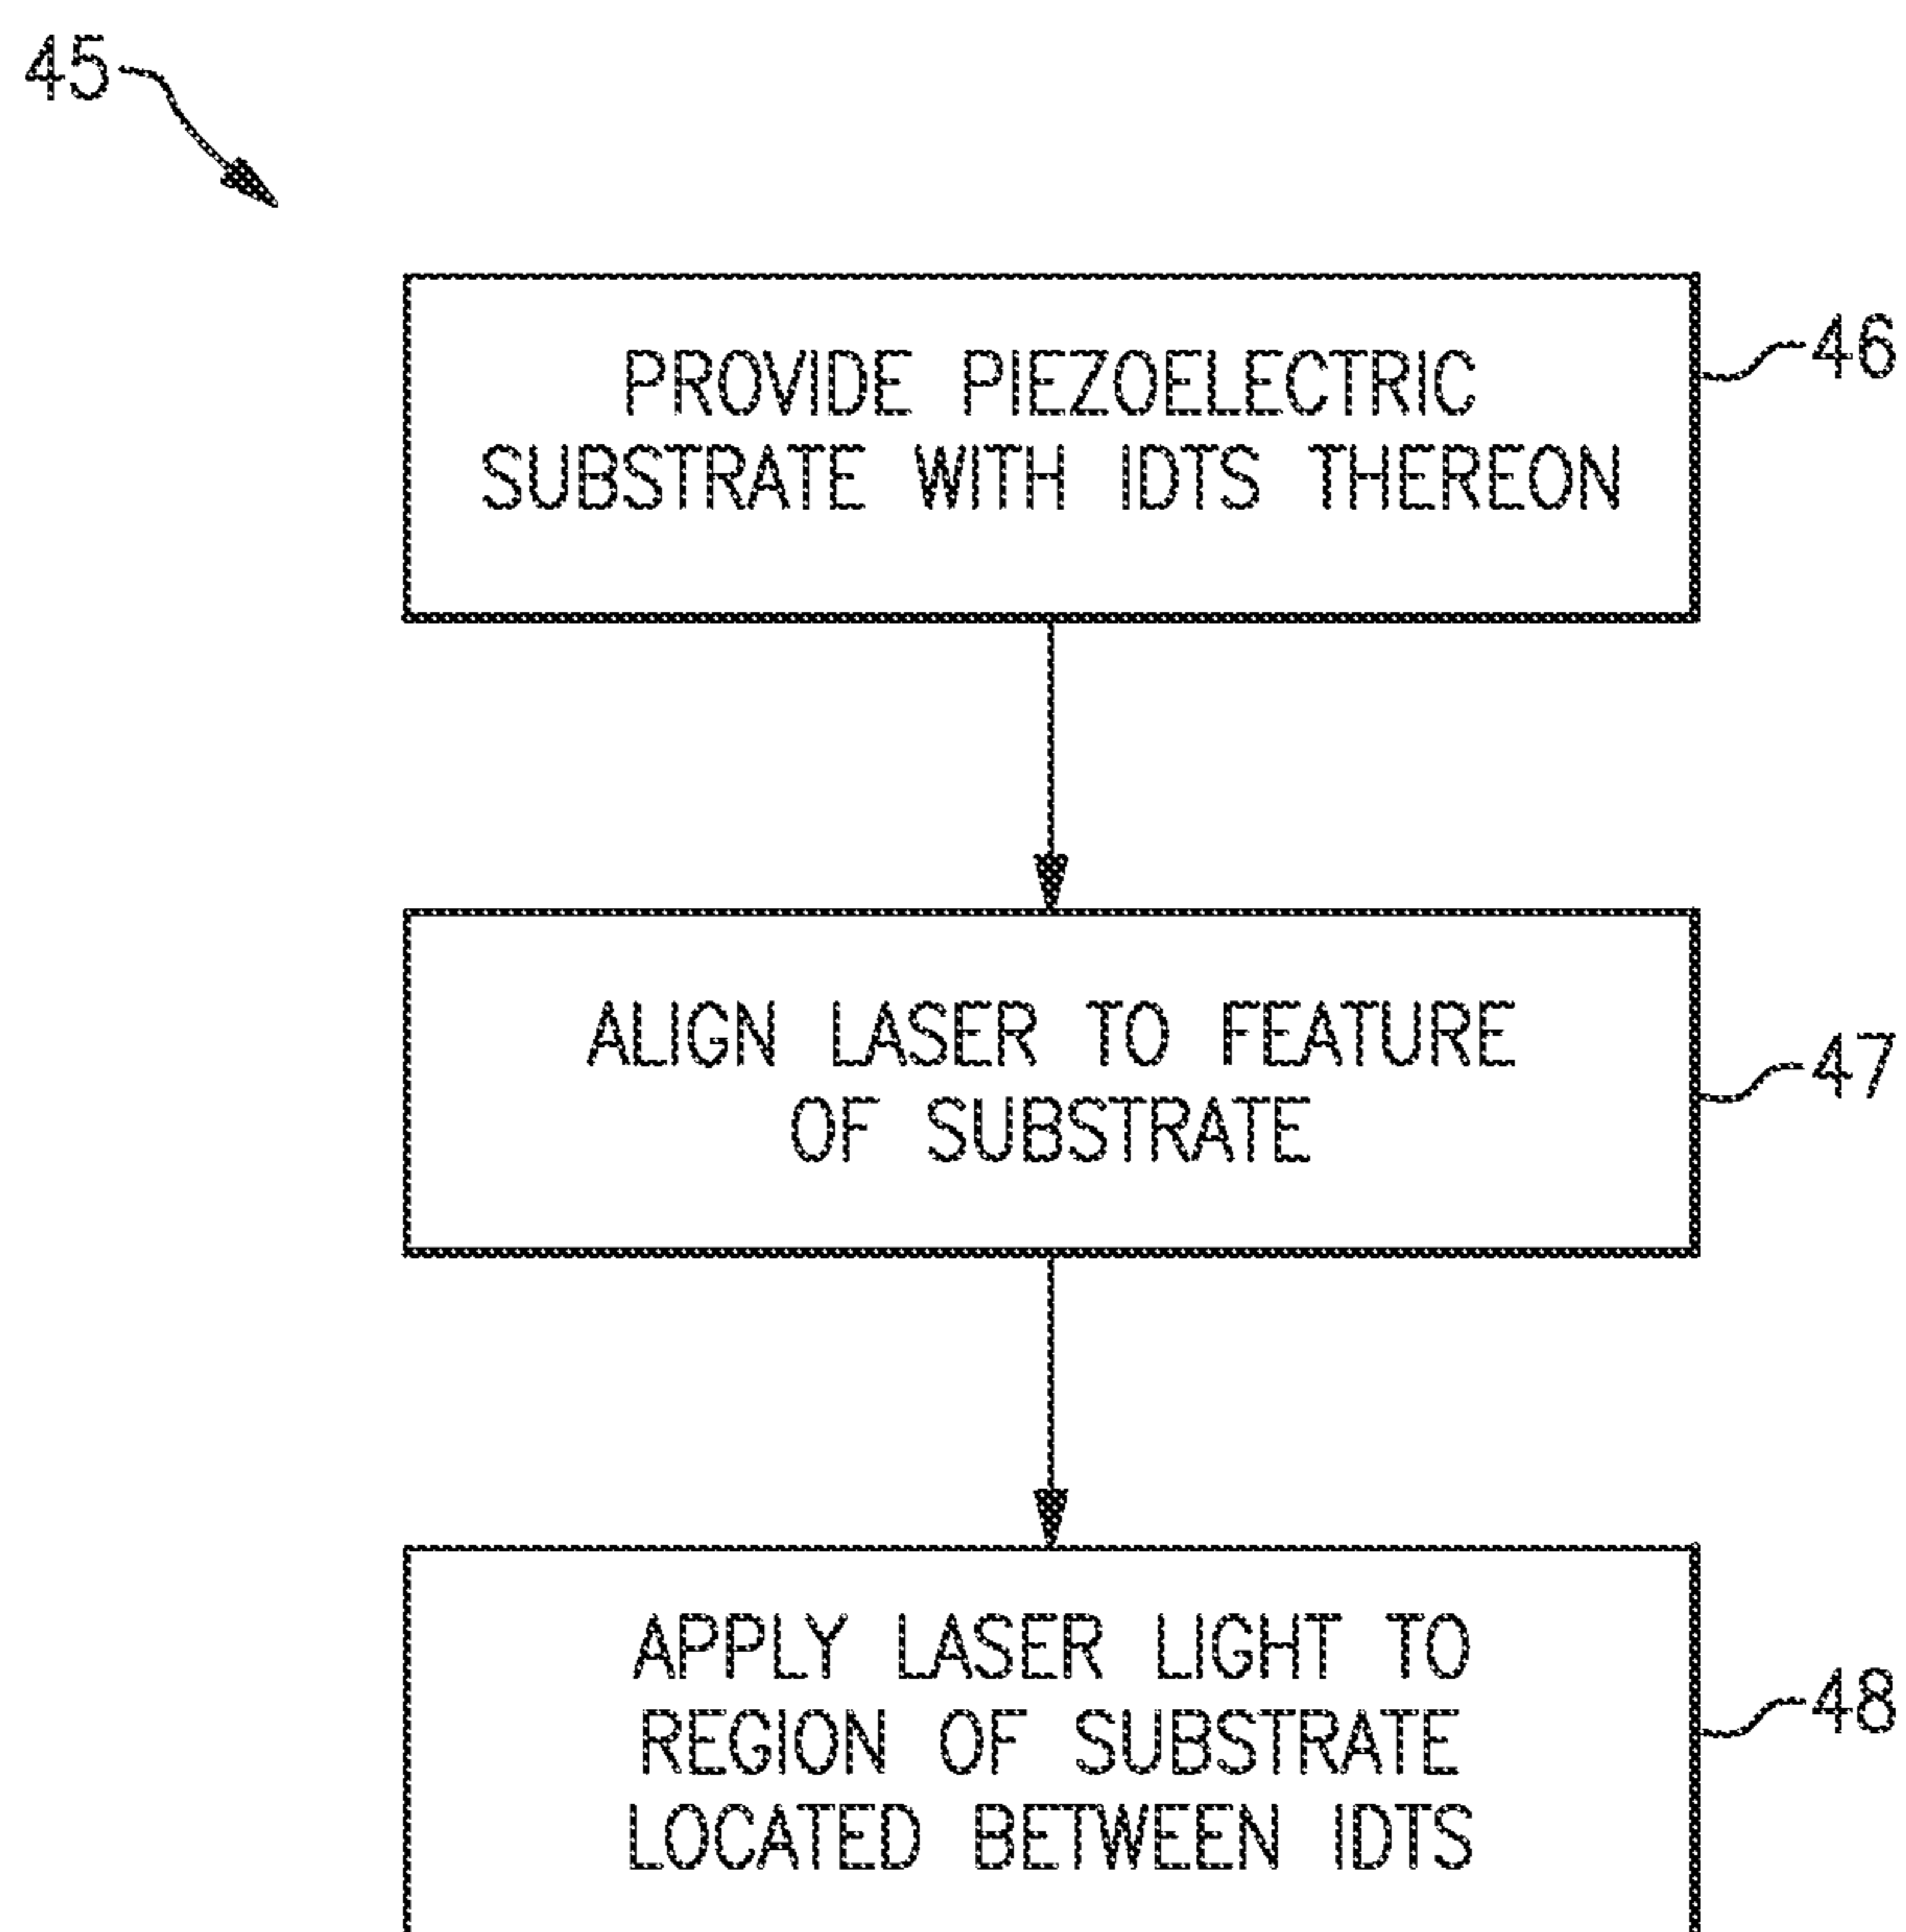 45
PROVIDE PIEZOELECTRIC
SUBSTRATE WITH IDTS THEREON
46
ALIGN LASER TO FEATURE
OF SUBSTRATE
47
APPLY LASER LIGHT TO
REGION OF SUBSTRATE
LOCATED BETWEEN IDTS
48